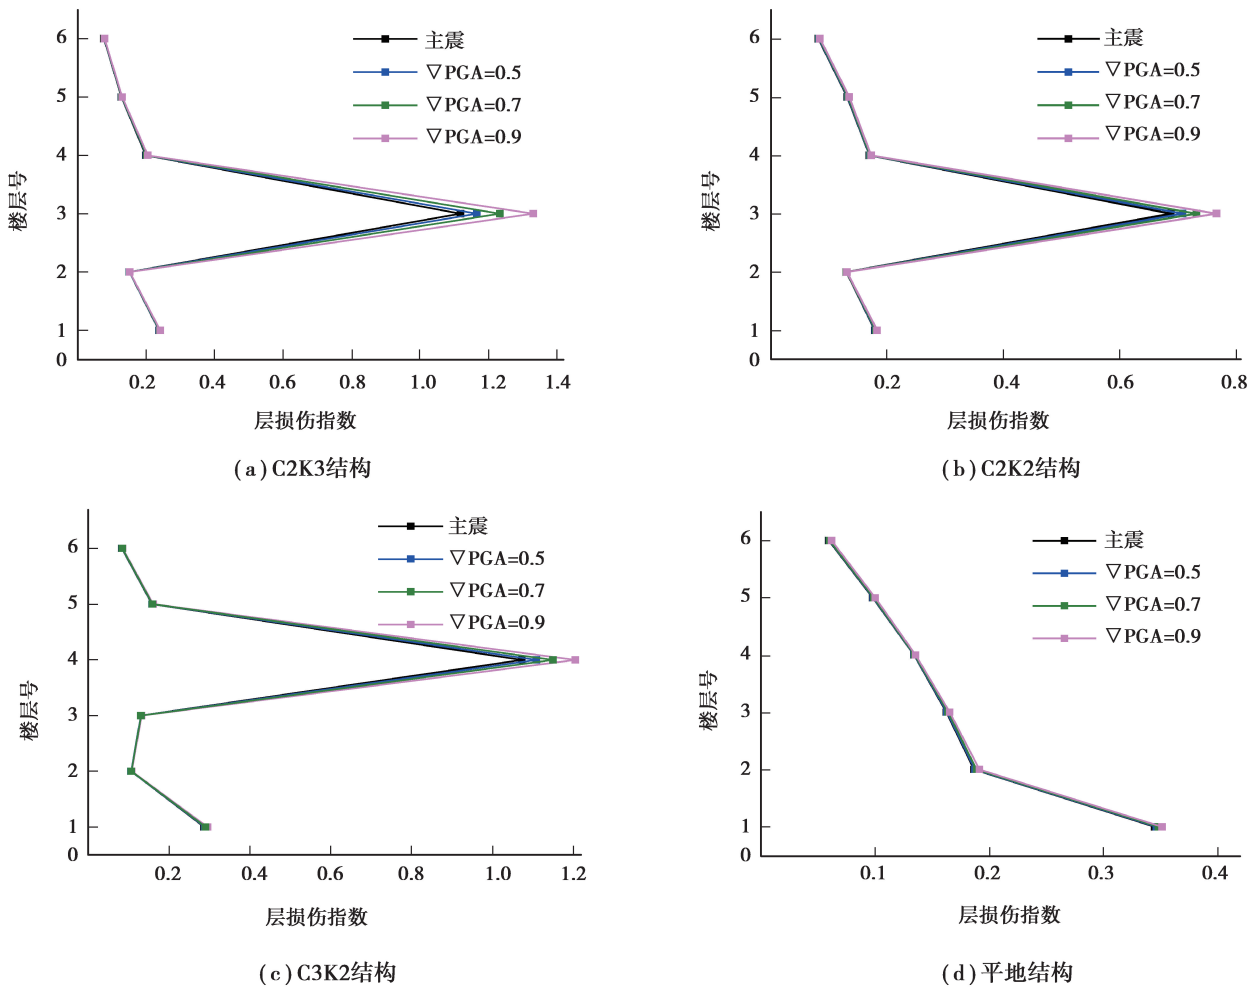 主震
▽PGA=0.5
▽PGA=0.7
▽PGA=0.9
6
5
4
3
2
1
0
楼层号
0.2 0.4 0.6 0.8 1.0 1.2 1.4
层损伤指数
(a)C2K3结构
主震
▽PGA=0.5
▽PGA=0.7
▽PGA=0.9
6
5
4
3
2
1
0
楼层号
0.2 0.4 0.6 0.8
层损伤指数
(b)C2K2结构
主震
▽PGA=0.5
▽PGA=0.7
▽PGA=0.9
6
5
4
3
2
1
0
楼层号
0.2 0.4 0.6 0.8 1.0 1.2
层损伤指数
(c)C3K2结构
主震
▽PGA=0.5
▽PGA=0.7
▽PGA=0.9
6
5
4
3
2
1
0
楼层号
0.1 0.2 0.3 0.4
层损伤指数
(d)平地结构